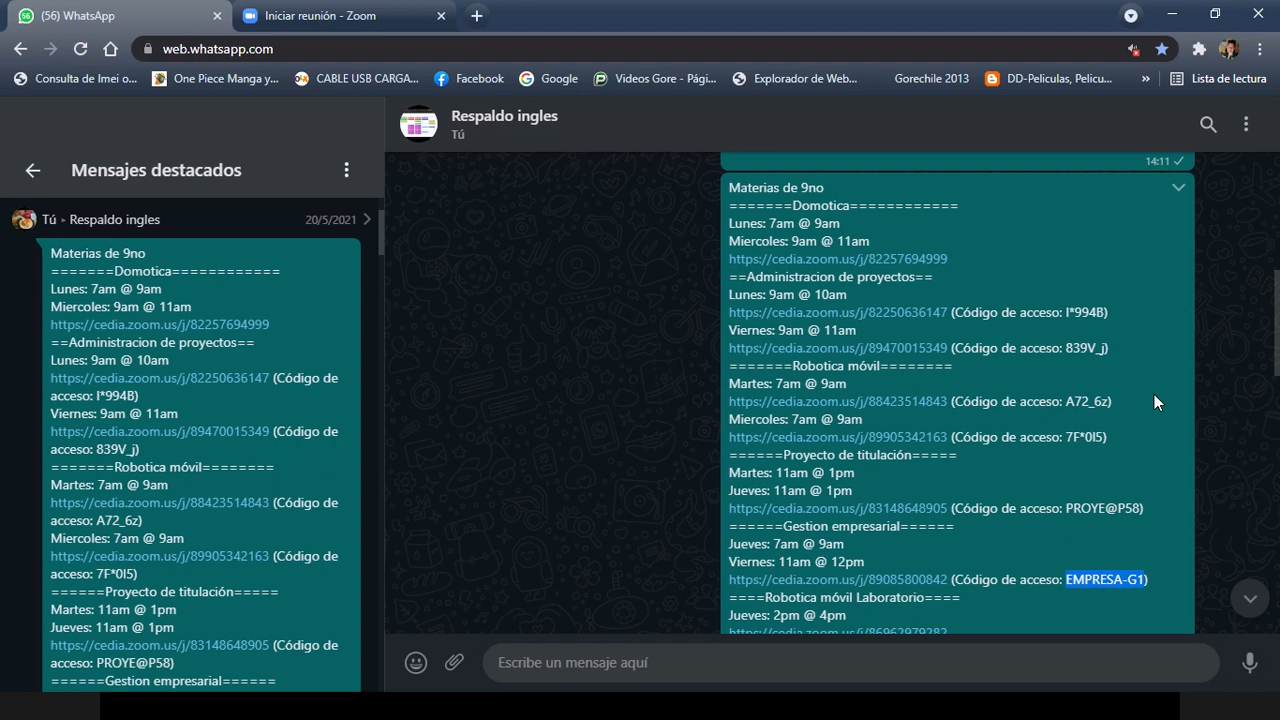 (56) WhatsApp
Iniciar reunión - Zoom
web.whatsapp.com
Consulta de Imei o...
One Piece Manga y...
CABLE USB CARGA...
Facebook
Google
Videos Gore - Pági...
Explorador de Web...
Gorechile 2013
DD-Peliculas, Pelicu...
»
Lista de lectura
Mensajes destacados
Tú ▸ Respaldo ingles
20/5/2021
Materias de 9no
=======Domotica============
Lunes: 7am @ 9am
Miercoles: 9am @ 11am
https://cedia.zoom.us/j/82257694999
==Administracion de proyectos==
Lunes: 9am @ 10am
https://cedia.zoom.us/j/82250636147 (Código de
acceso: I*994B)
Viernes: 9am @ 11am
https://cedia.zoom.us/j/89470015349 (Código de
acceso: 839V_j)
=======Robotica móvil========
Martes: 7am @ 9am
https://cedia.zoom.us/j/88423514843 (Código de
acceso: A72_6z)
Miercoles: 7am @ 9am
https://cedia.zoom.us/j/89905342163 (Código de
acceso: 7F*0I5)
======Proyecto de titulación=====
Martes: 11am @ 1pm
Jueves: 11am @ 1pm
https://cedia.zoom.us/j/83148648905 (Código de
acceso: PROYE@P58)
======Gestion empresarial======
Respaldo ingles
Tú
14:11
Materias de 9no
=======Domotica============
Lunes: 7am @ 9am
Miercoles: 9am @ 11am
https://cedia.zoom.us/j/82257694999
==Administracion de proyectos==
Lunes: 9am @ 10am
https://cedia.zoom.us/j/82250636147 (Código de acceso: I*994B)
Viernes: 9am @ 11am
https://cedia.zoom.us/j/89470015349 (Código de acceso: 839V_j)
=======Robotica móvil========
Martes: 7am @ 9am
https://cedia.zoom.us/j/88423514843 (Código de acceso: A72_6z)
Miercoles: 7am @ 9am
https://cedia.zoom.us/j/89905342163 (Código de acceso: 7F*0I5)
======Proyecto de titulación=====
Martes: 11am @ 1pm
Jueves: 11am @ 1pm
https://cedia.zoom.us/j/83148648905 (Código de acceso: PROYE@P58)
======Gestion empresarial======
Jueves: 7am @ 9am
Viernes: 11am @ 12pm
https://cedia.zoom.us/j/89085800842 (Código de acceso: EMPRESA-G1)
====Robotica móvil Laboratorio====
Jueves: 2pm @ 4pm
https://cedia.zoom.us/j/86962979282
Escribe un mensaje aquí